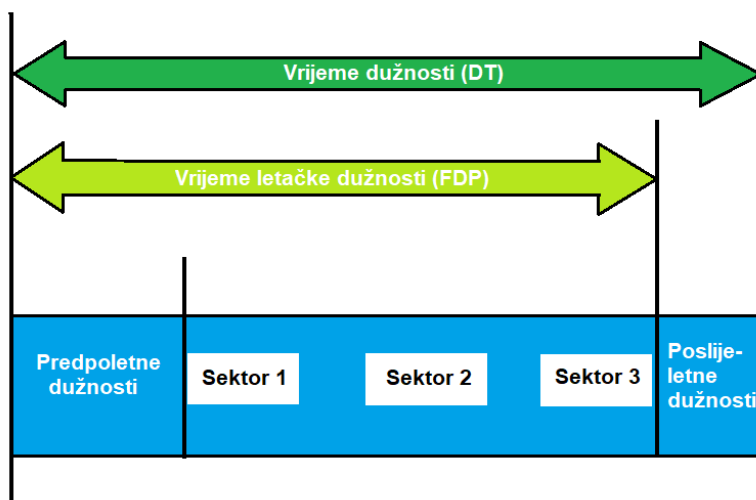 Vrijeme dužnosti (DT)
Vrijeme letačke dužnosti (FDP)
Predpoletne
dužnosti
Sektor 1
Sektor 2
Sektor 3
Poslije-
letne
dužnosti